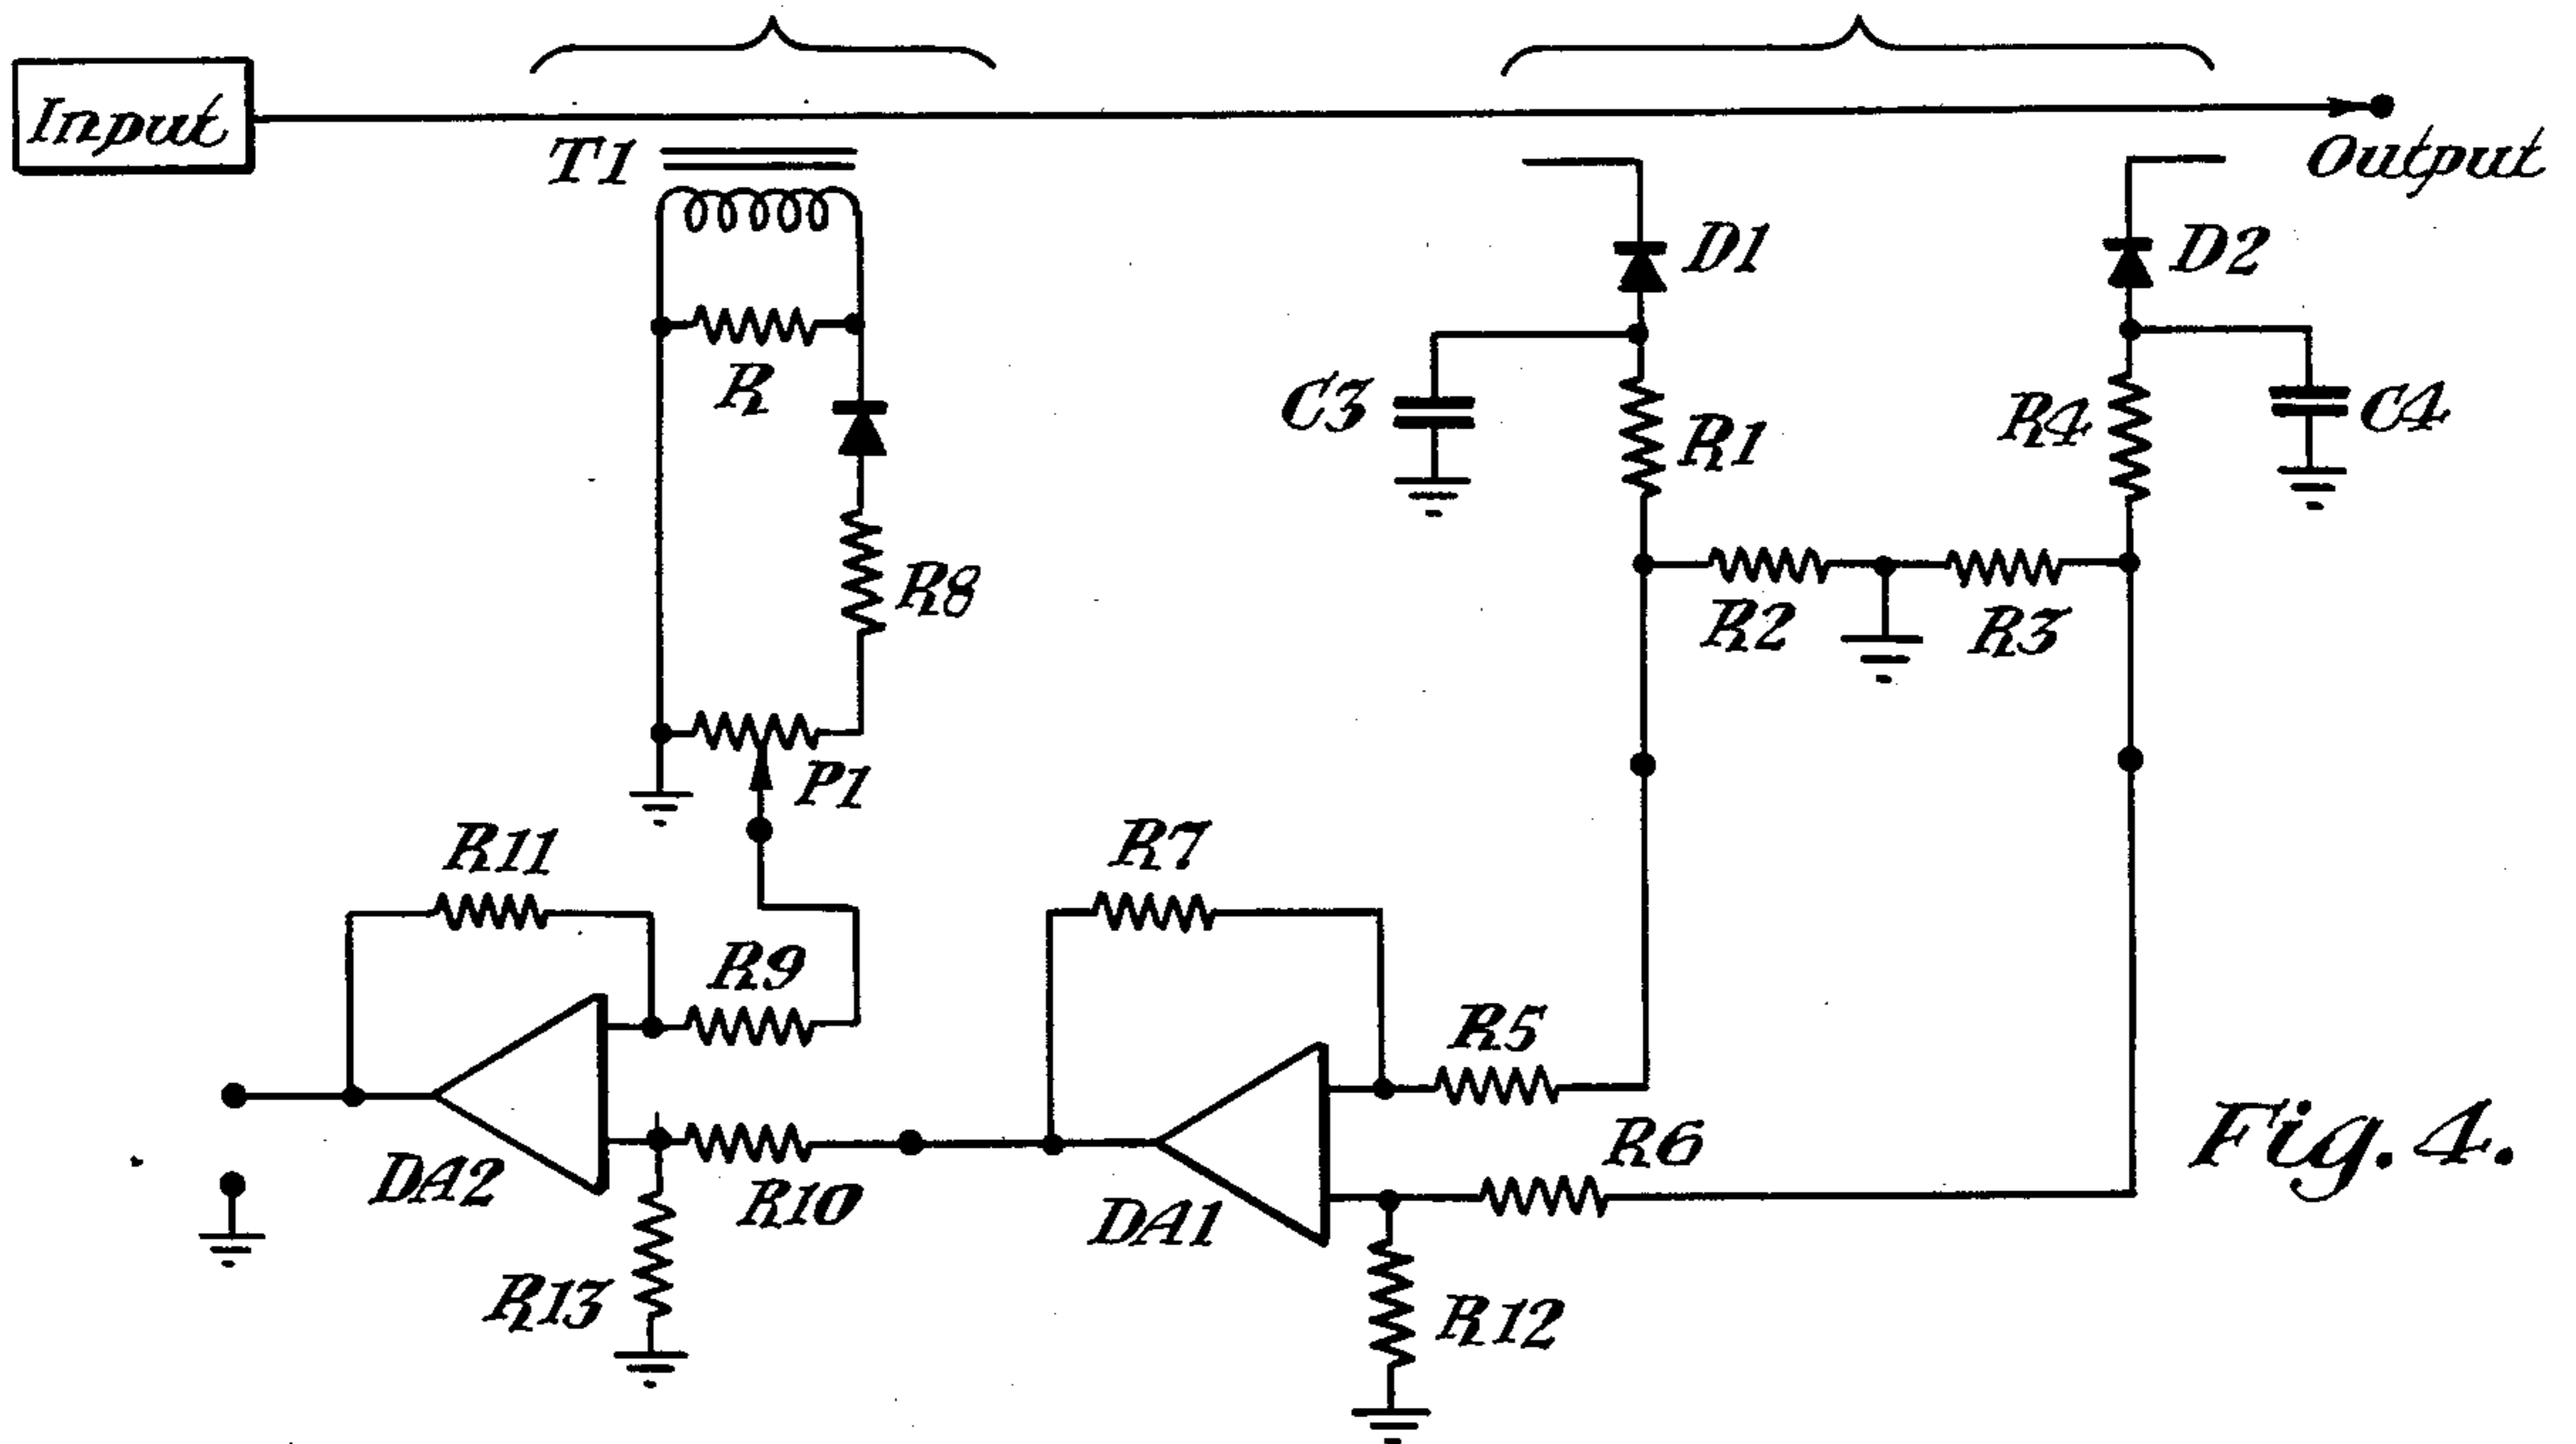 Input
Output
T1
D1
D2
R
C3
R1
R4
C4
R8
R2
R3
P1
R11
R7
R9
R5
R6
Fig. 4.
DA2
R10
DA1
R13
R12